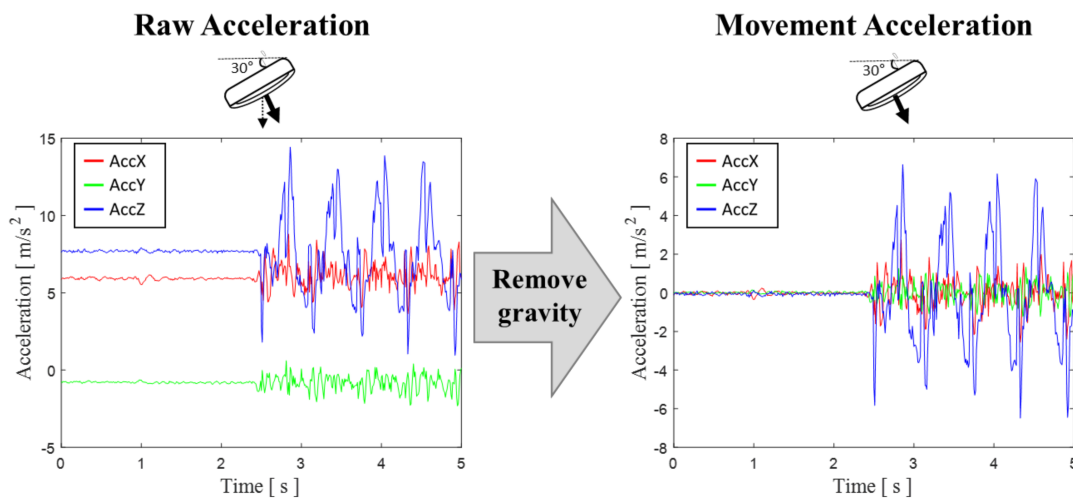 Raw Acceleration
Movement Acceleration
30°
30°
15
10
5
0
-5
0
1
2
3
4
5
Time [ s ]
Acceleration [ m/s² ]
AccX
AccY
AccZ
Remove
gravity
8
6
4
2
0
-2
-4
-6
-8
0
1
2
3
4
5
Time [ s ]
Acceleration [ m/s² ]
AccX
AccY
AccZ